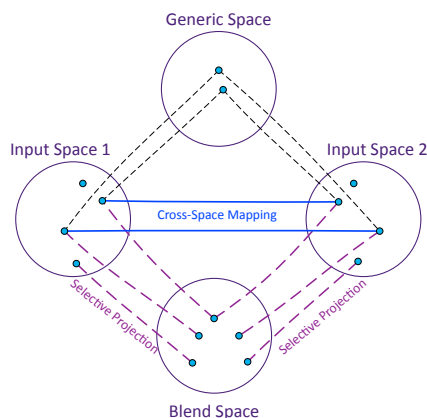 Generic Space
Input Space 1
Input Space 2
Cross-Space Mapping
Selective Projection
Selective Projection
Blend Space